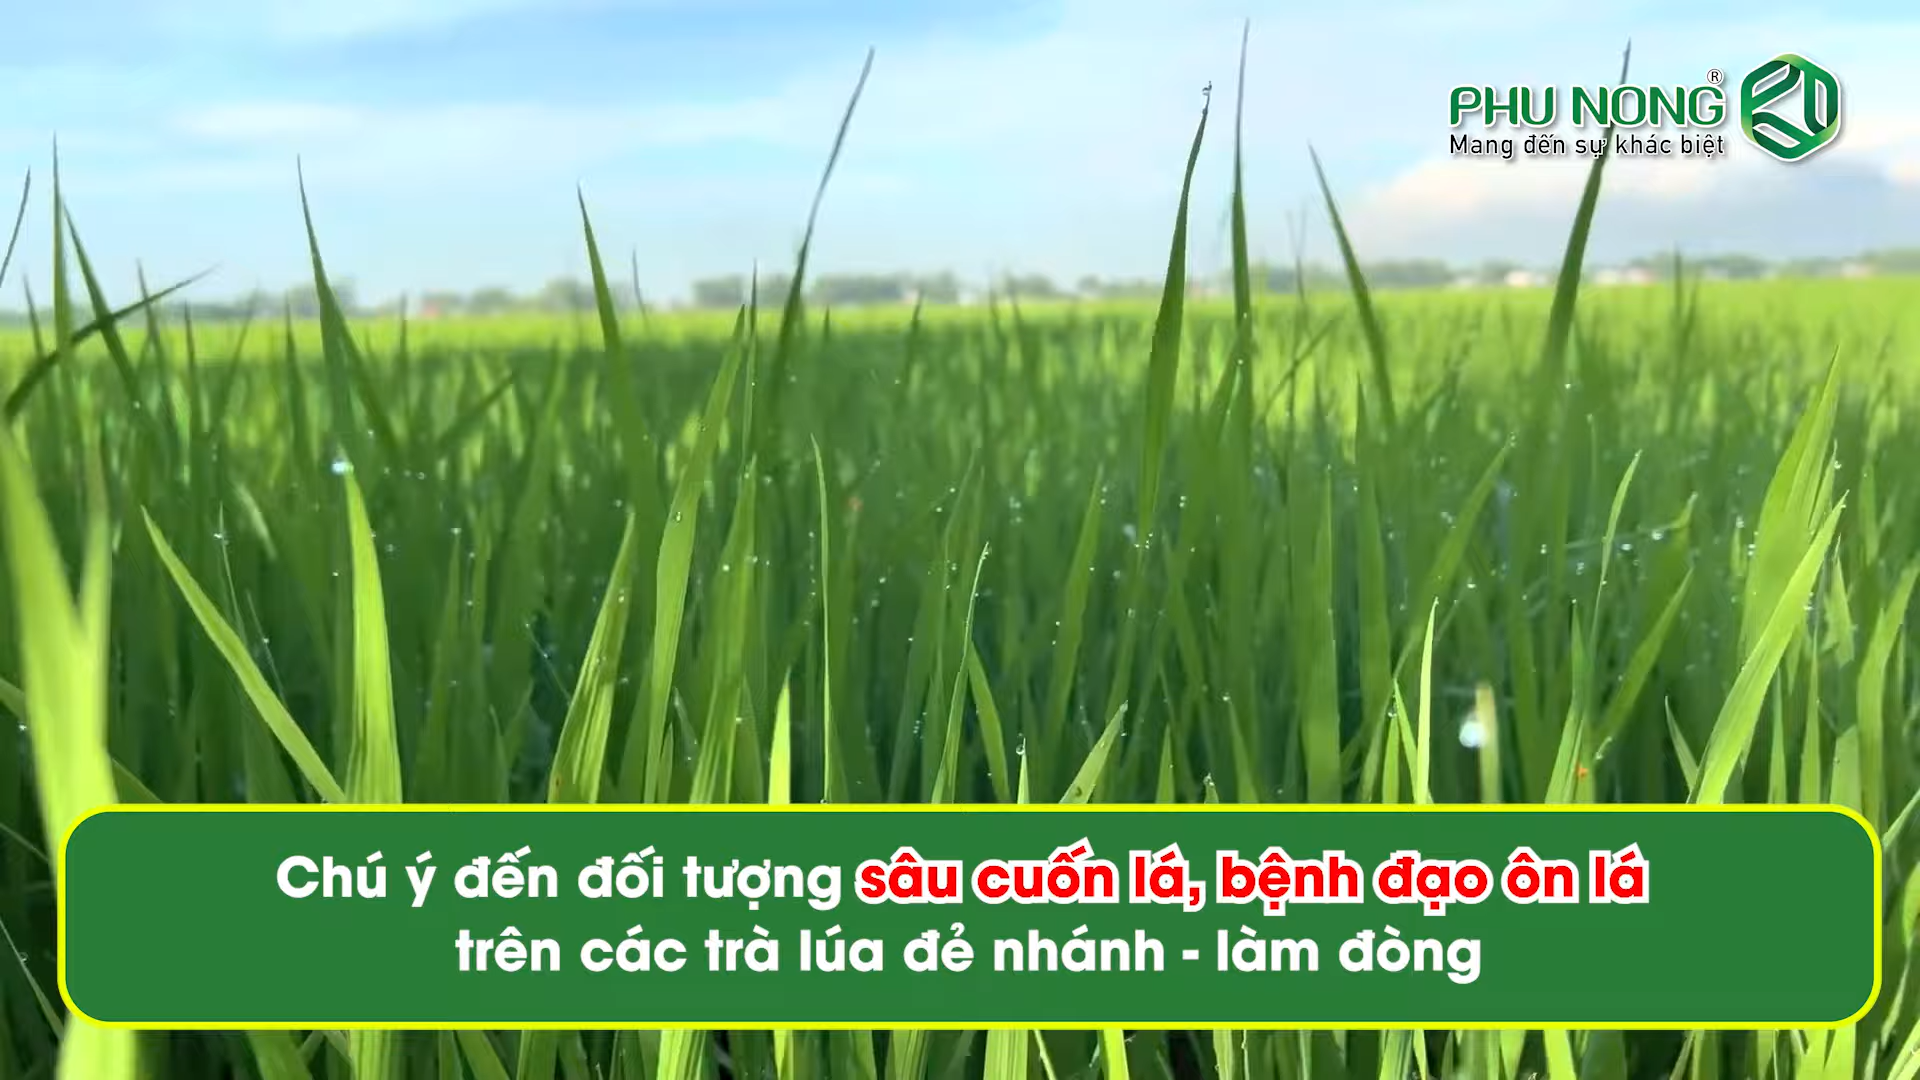 PHU NONG®
Mang đến sự khác biệt
Chú ý đến đối tượng sâu cuốn lá, bệnh đạo ôn lá
trên các trà lúa đẻ nhánh - làm đòng